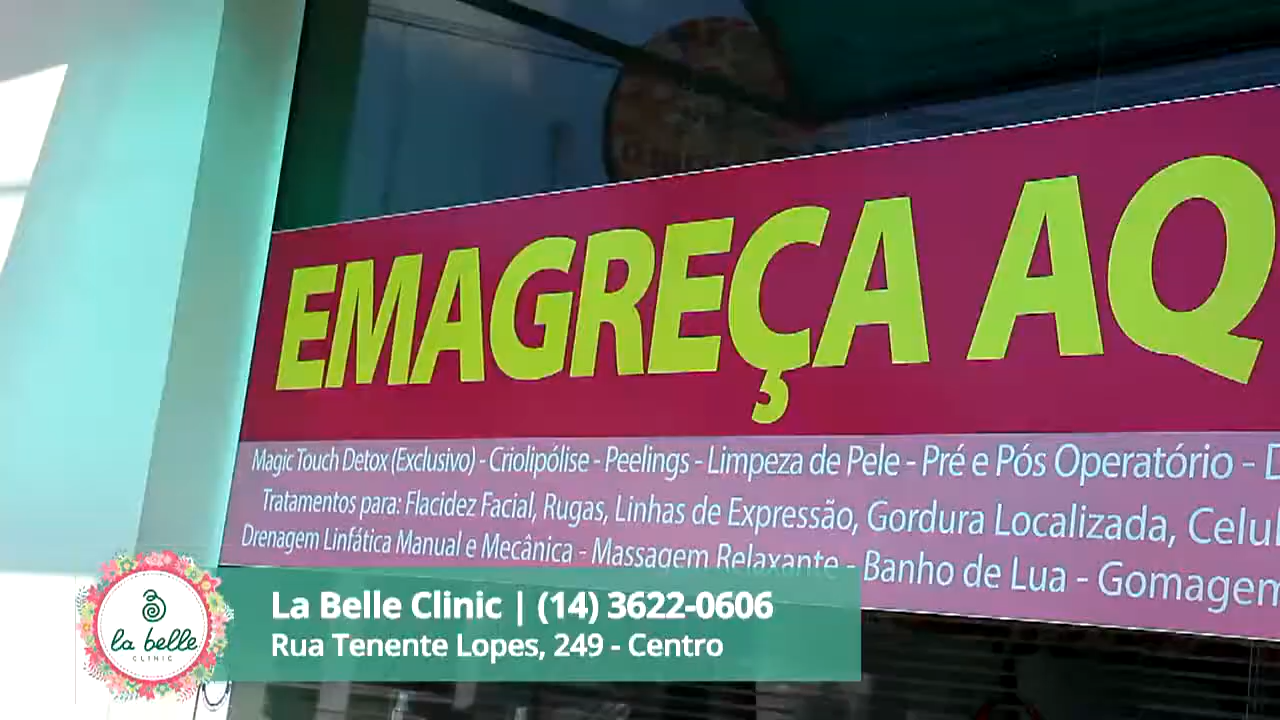 EMAGREÇA AQ
Magic Touch Detox (Exclusivo) - Criolipólise - Peelings - Limpeza de Pele - Pré e Pós Operatório - D
Tratamentos para: Flacidez Facial, Rugas, Linhas de Expressão, Gordura Localizada, Celul
Drenagem Linfática Manual e Mecânica - Massagem Relaxante - Banho de Lua - Gomagem
La Belle Clinic | (14) 3622-0606
Rua Tenente Lopes, 249 - Centro
la belle
CLINIC